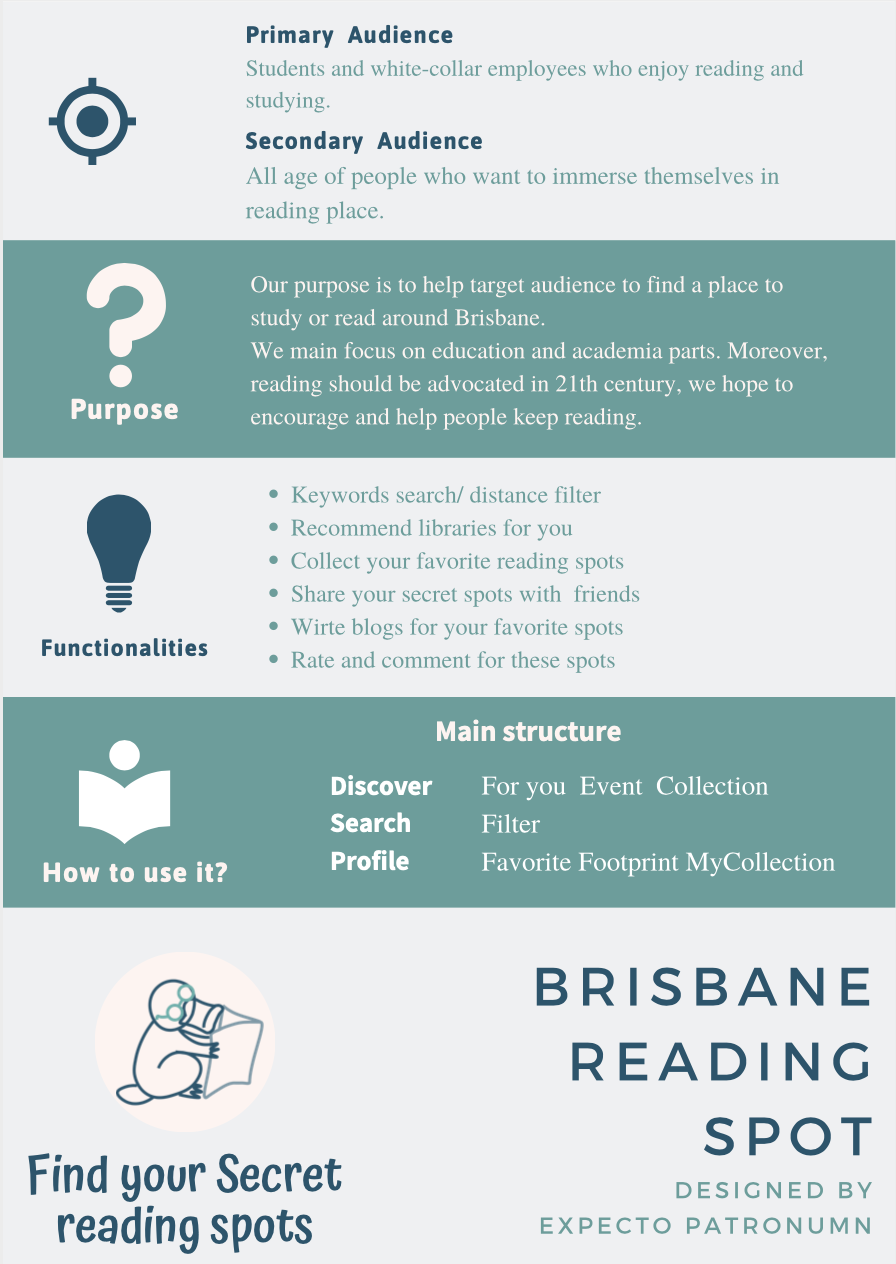 Primary Audience
Students and white-collar employees who enjoy reading and
studying.
Secondary Audience
All age of people who want to immerse themselves in
reading place.
Purpose
Our purpose is to help target audience to find a place to
study or read around Brisbane.
We main focus on education and academia parts. Moreover,
reading should be advocated in 21th century, we hope to
encourage and help people keep reading.
Functionalities
• Keywords search/ distance filter
• Recommend libraries for you
• Collect your favorite reading spots
• Share your secret spots with friends
• Wirte blogs for your favorite spots
• Rate and comment for these spots
How to use it?
Main structure
Discover For you Event Collection
Search Filter
Profile Favorite Footprint MyCollection
Find your Secret
reading spots
BRISBANE
READING
SPOT
DESIGNED BY
EXPECTO PATRONUMN